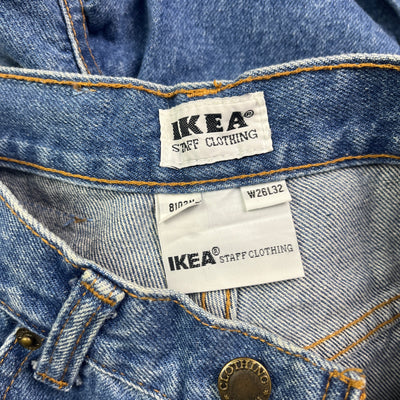 IKEA®
STAFF CLOTHING
W26L32
IKEA® STAFF CLOTHING
CLOTHING